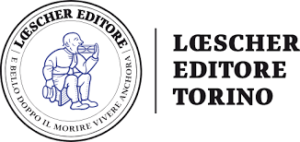 LŒSCHER EDITORE
E BELLO DOPPO IL MORIRE VIVERE ANCHORA
LŒSCHER
EDITORE
TORINO